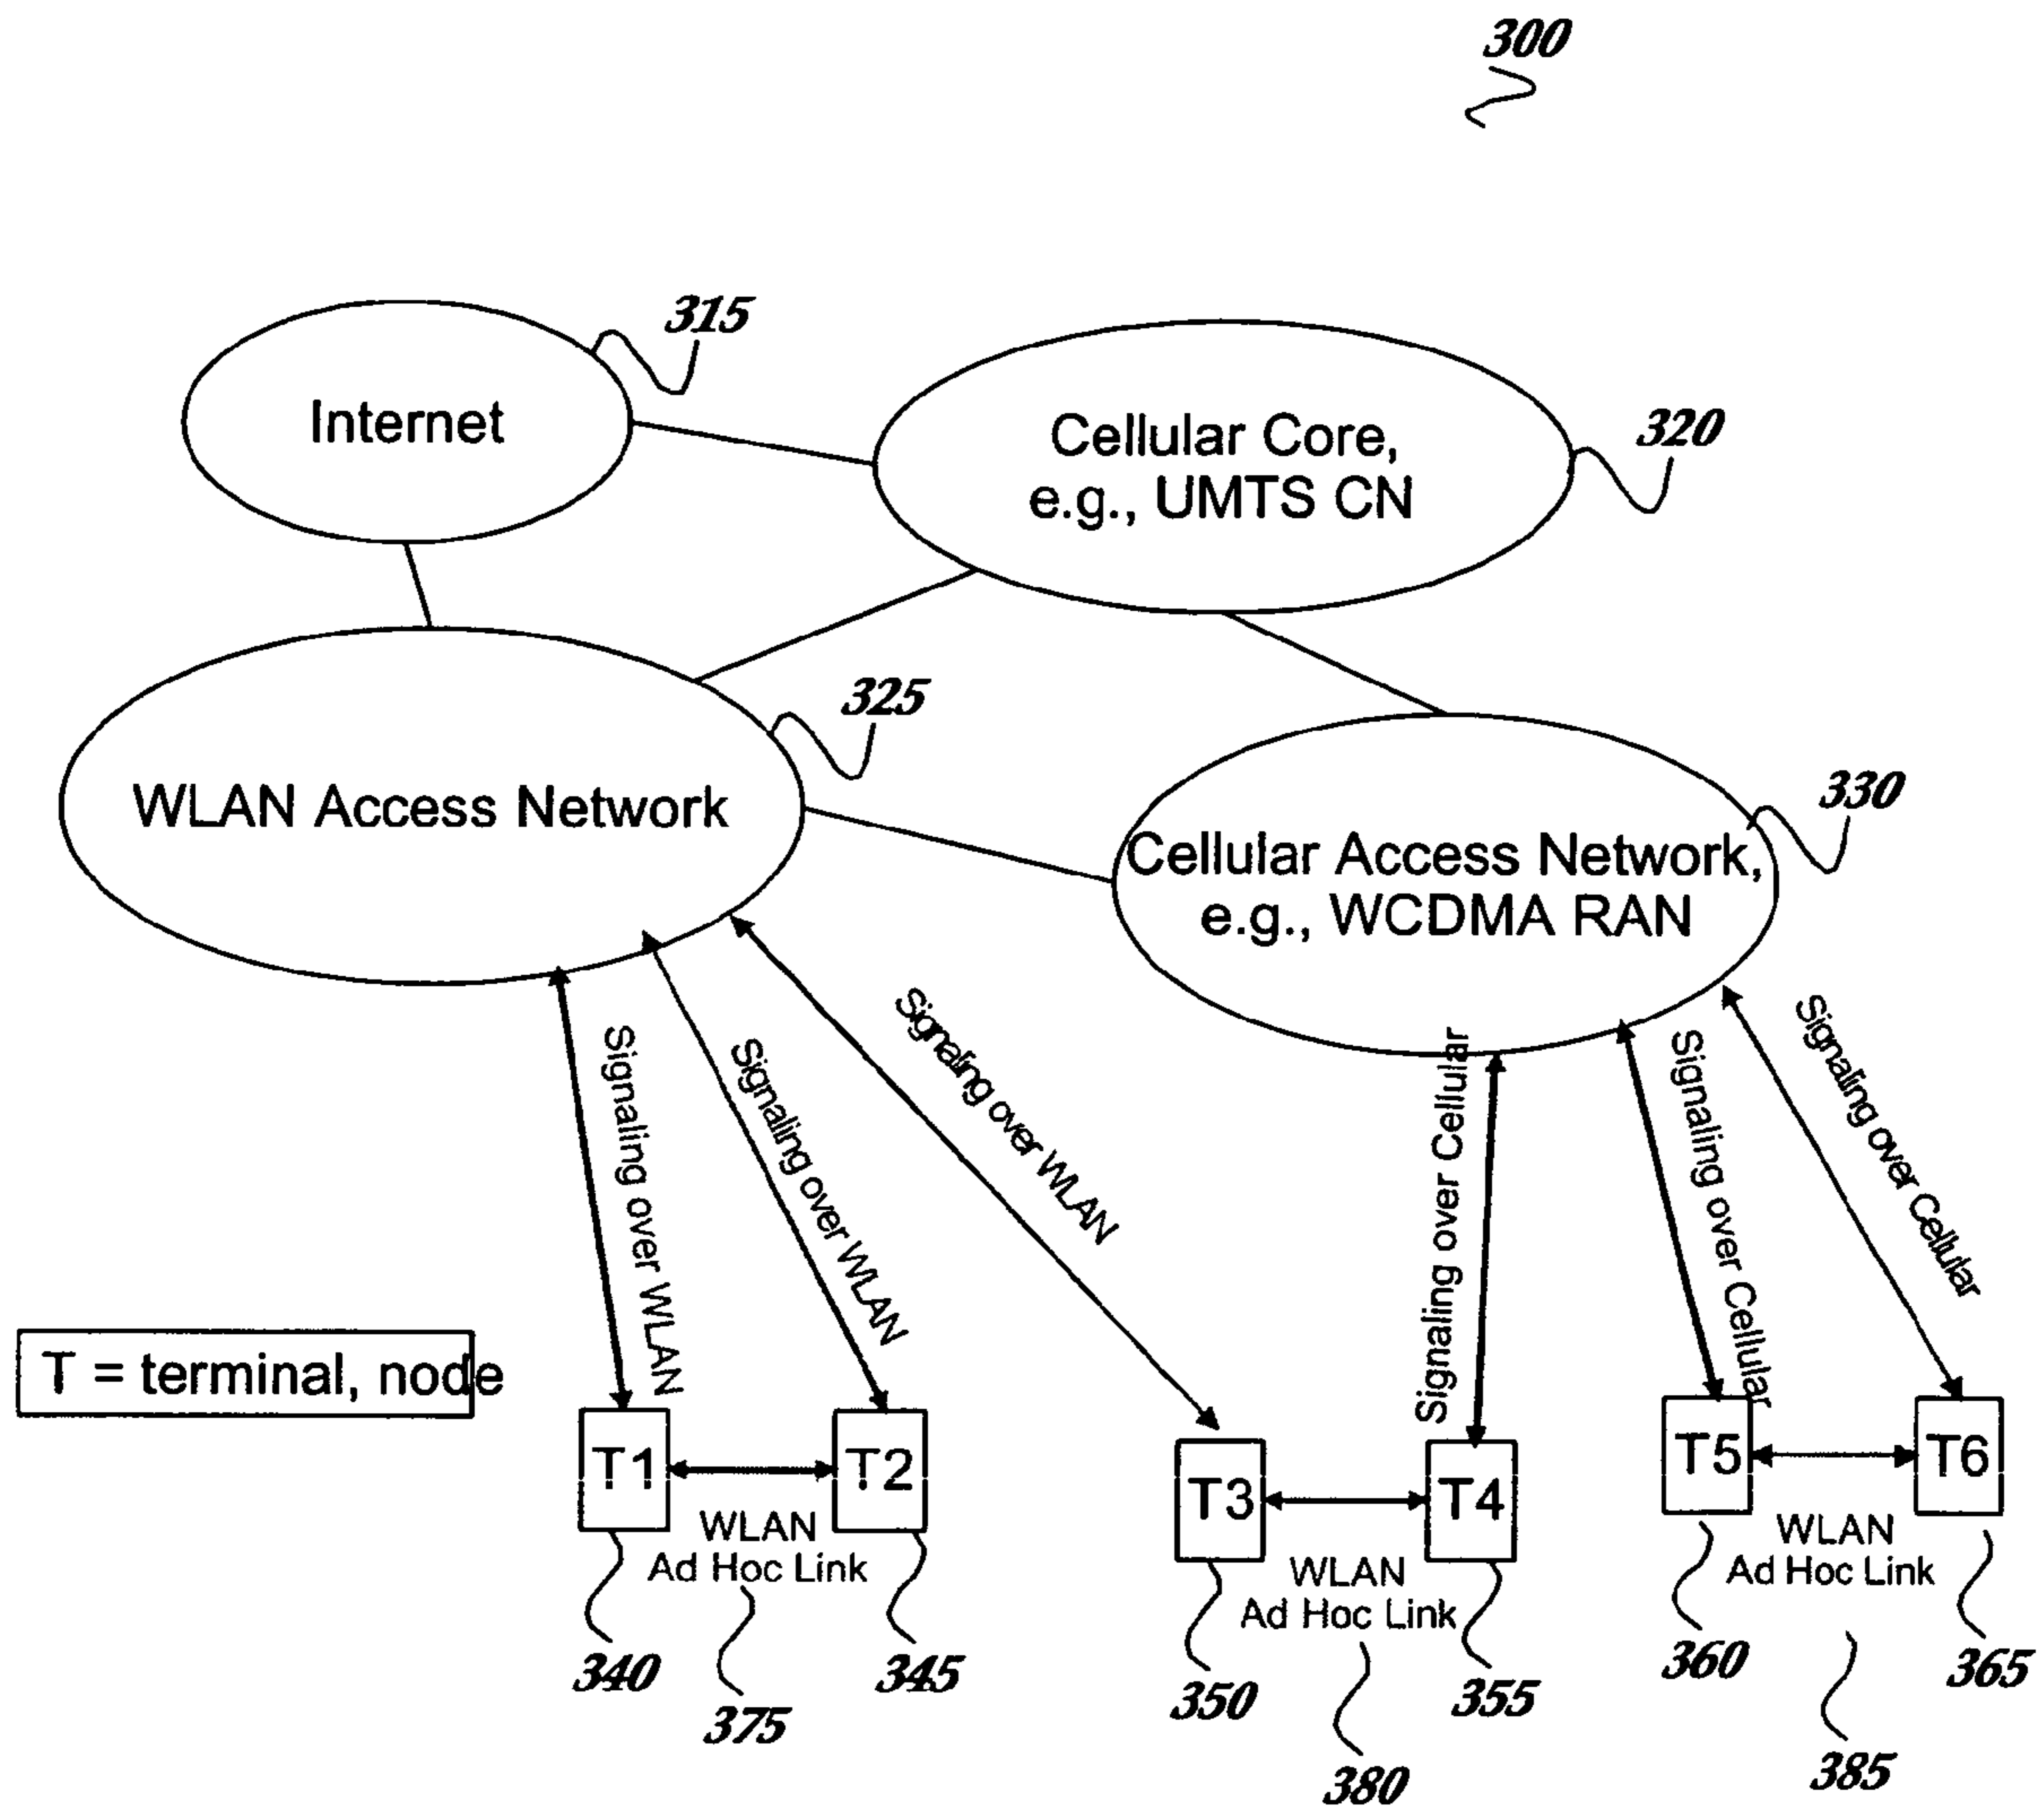 300
315
Internet
Cellular Core,
e.g., UMTS CN
320
325
WLAN Access Network
330
Cellular Access Network,
e.g., WCDMA RAN
Signaling over WLAN
Signaling over WLAN
Signaling over WLAN
Signaling over Cellular
Signaling over Cellular
Signaling over Cellular
T = terminal, node
T1
T2
T3
T4
T5
T6
WLAN
Ad Hoc Link
WLAN
Ad Hoc Link
WLAN
Ad Hoc Link
340
375
345
350
380
355
360
385
365